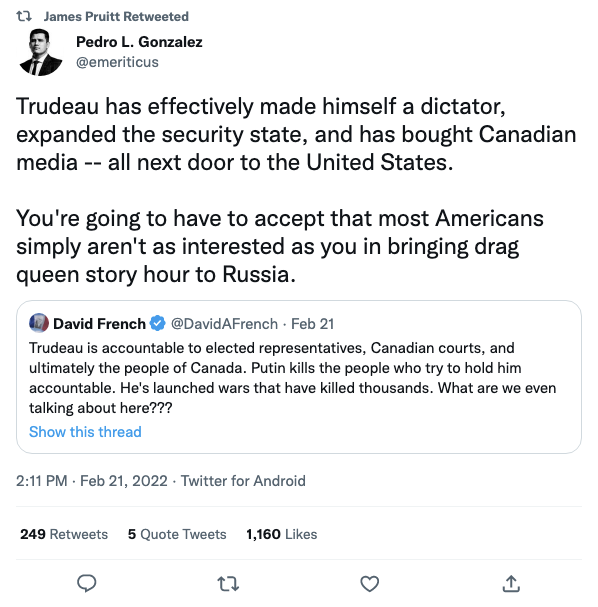 James Pruitt Retweeted
Pedro L. Gonzalez
@emeriticus
Trudeau has effectively made himself a dictator,
expanded the security state, and has bought Canadian
media -- all next door to the United States.
You're going to have to accept that most Americans
simply aren't as interested as you in bringing drag
queen story hour to Russia.
David French @DavidAFrench · Feb 21
Trudeau is accountable to elected representatives, Canadian courts, and
ultimately the people of Canada. Putin kills the people who try to hold him
accountable. He's launched wars that have killed thousands. What are we even
talking about here???
Show this thread
2:11 PM · Feb 21, 2022 · Twitter for Android
249 Retweets 5 Quote Tweets 1,160 Likes